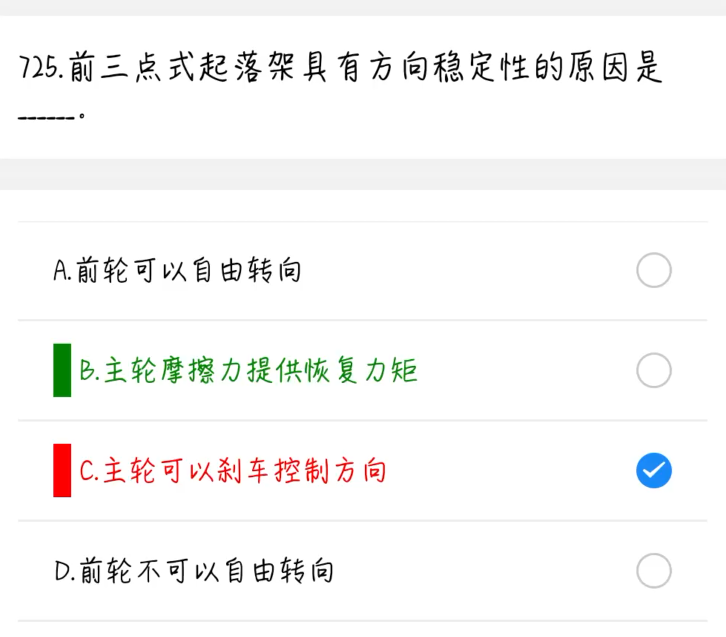 725.前三点式起落架具有方向稳定性的原因是
______。
A.前轮可以自由转向
B.主轮摩擦力提供恢复力矩
C.主轮可以刹车控制方向
D.前轮不可以自由转向